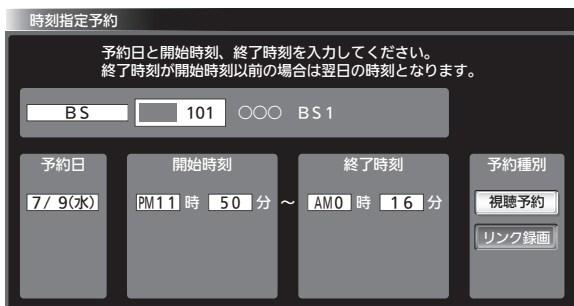 時刻指定予約
予約日と開始時刻、終了時刻を入力してください。
終了時刻が開始時刻以前の場合は翌日の時刻となります。
BS 101 ○○○ BS1
予約日 開始時刻 終了時刻 予約種別
7/ 9(水) PM11 時 50 分 ~ AM0 時 16 分 視聴予約
リンク録画